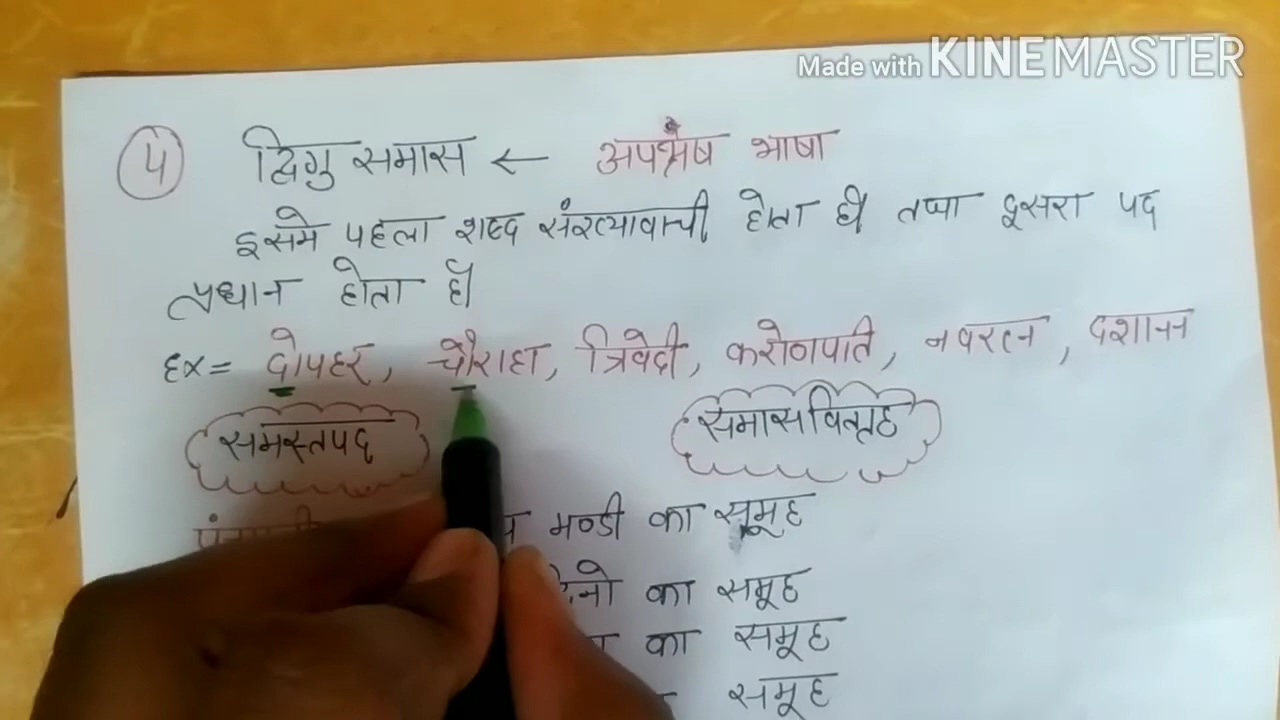 Made with KINEMASTER
4 द्विगु समास ← अपभ्रंष भाषा
इसमे पहला शब्द संख्यावाची होता है तथा दूसरा पद
प्रधान होता है
Ex= दोपहर, चौराहा, त्रिवेदी, करोणपति, नवरत्न, दशानन
समस्तपद समासविग्रह
मण्डी का समूह
का समूह
का समूह
समूह